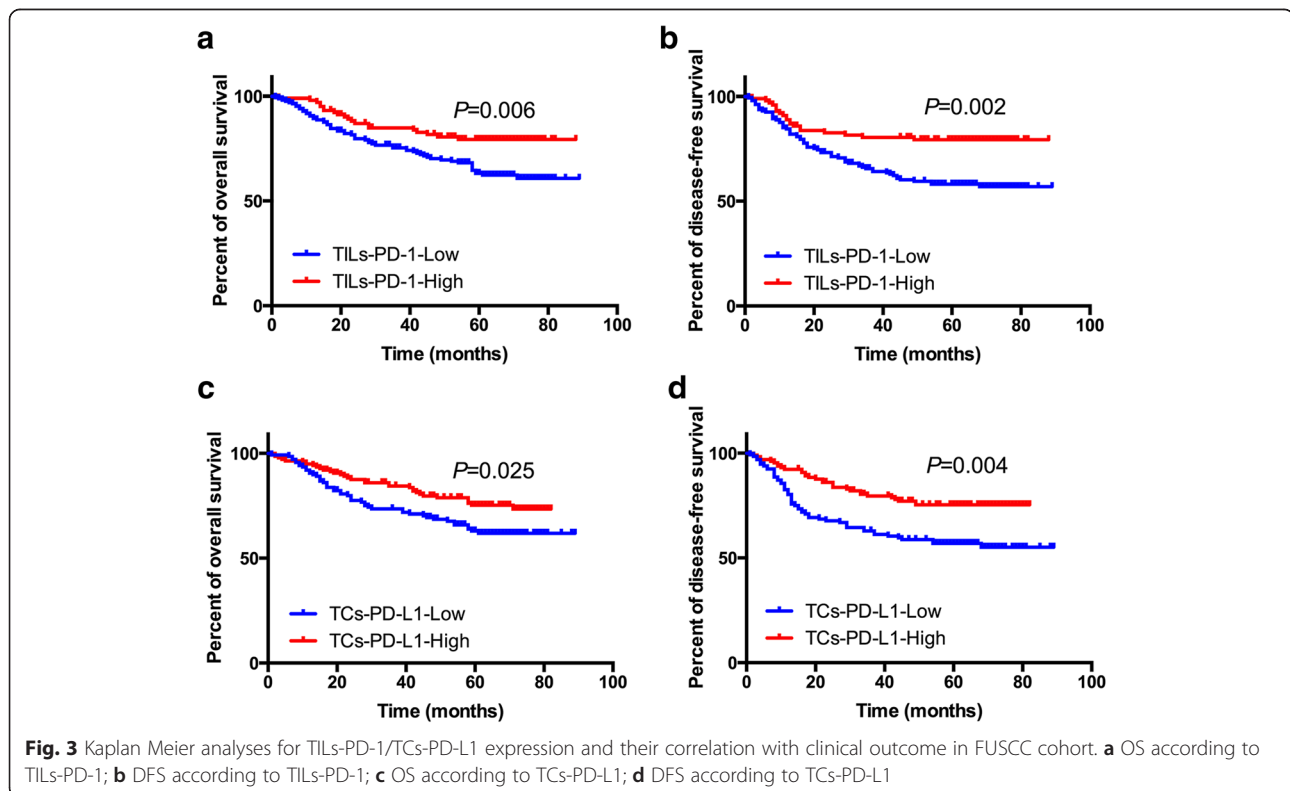 a
Percent of overall survival
100
50
0
P=0.006
TILs-PD-1-Low
TILs-PD-1-High
0 20 40 60 80 100
Time (months)
b
Percent of disease-free survival
100
50
0
P=0.002
TILs-PD-1-Low
TILs-PD-1-High
0 20 40 60 80 100
Time (months)
c
Percent of overall survival
100
50
0
P=0.025
TCs-PD-L1-Low
TCs-PD-L1-High
0 20 40 60 80 100
Time (months)
d
Percent of disease-free survival
100
50
0
P=0.004
TCs-PD-L1-Low
TCs-PD-L1-High
0 20 40 60 80 100
Time (months)
Fig. 3 Kaplan Meier analyses for TILs-PD-1/TCs-PD-L1 expression and their correlation with clinical outcome in FUSCC cohort. a OS according to
TILs-PD-1; b DFS according to TILs-PD-1; c OS according to TCs-PD-L1; d DFS according to TCs-PD-L1